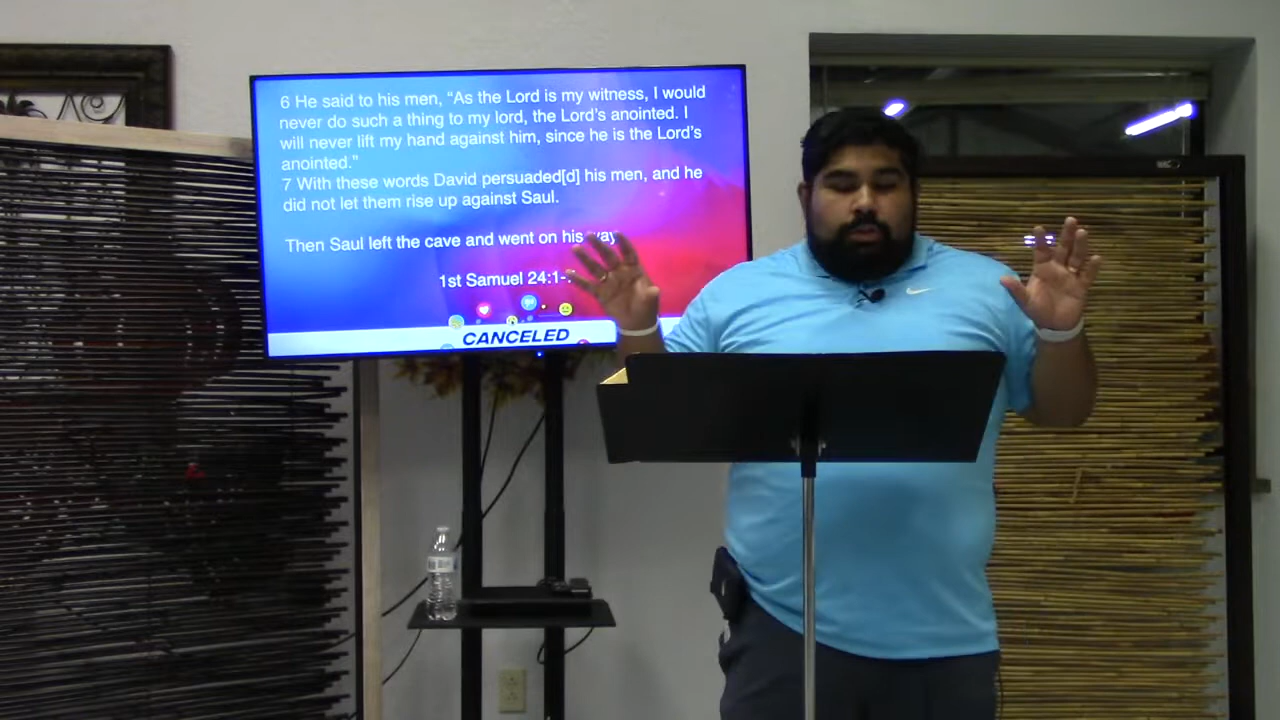 6 He said to his men, “As the Lord is my witness, I would
never do such a thing to my lord, the Lord’s anointed. I
will never lift my hand against him, since he is the Lord’s
anointed.”
7 With these words David persuaded[d] his men, and he
did not let them rise up against Saul.
Then Saul left the cave and went on his way
1st Samuel 24:1-
CANCELED